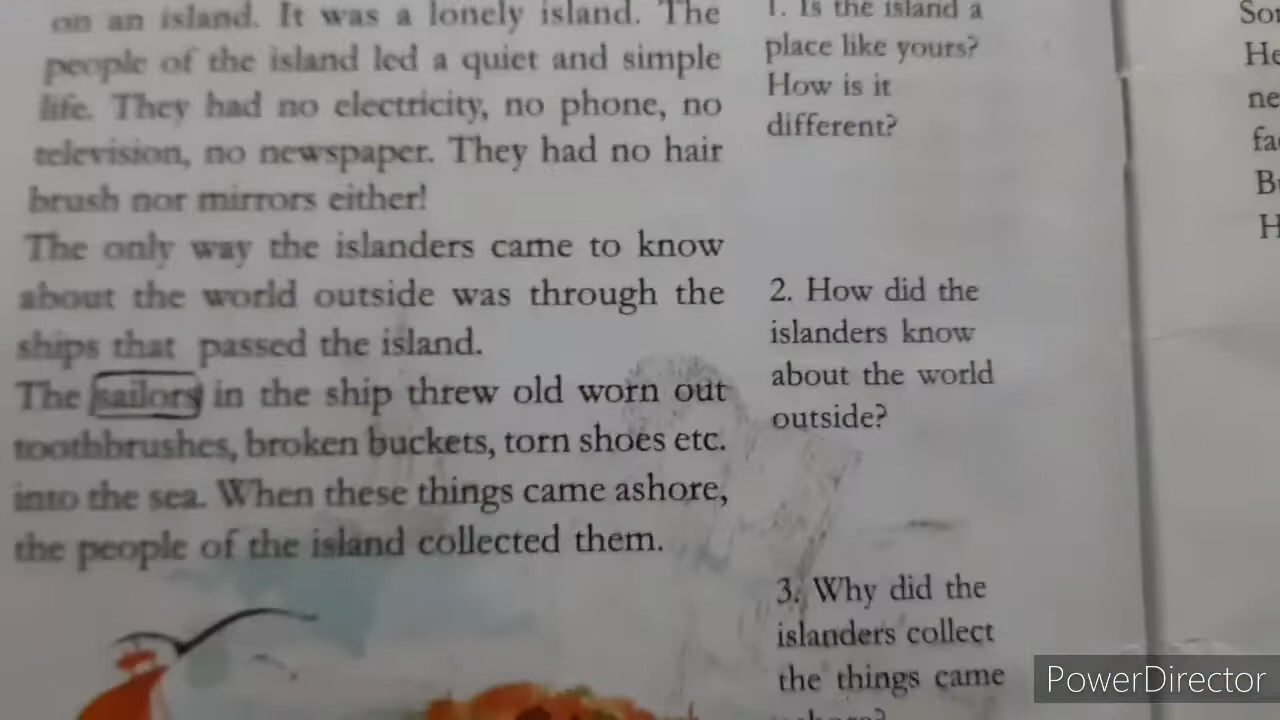 on an island. It was a lonely island. The
people of the island led a quiet and simple
life. They had no electricity, no phone, no
television, no newspaper. They had no hair
brush nor mirrors either!
The only way the islanders came to know
about the world outside was through the
ships that passed the island.
The sailors in the ship threw old worn out
toothbrushes, broken buckets, torn shoes etc.
into the sea. When these things came ashore,
the people of the island collected them.
1. Is the island a
place like yours?
How is it
different?
2. How did the
islanders know
about the world
outside?
3. Why did the
islanders collect
the things came
He
ne
fa
H
PowerDirector